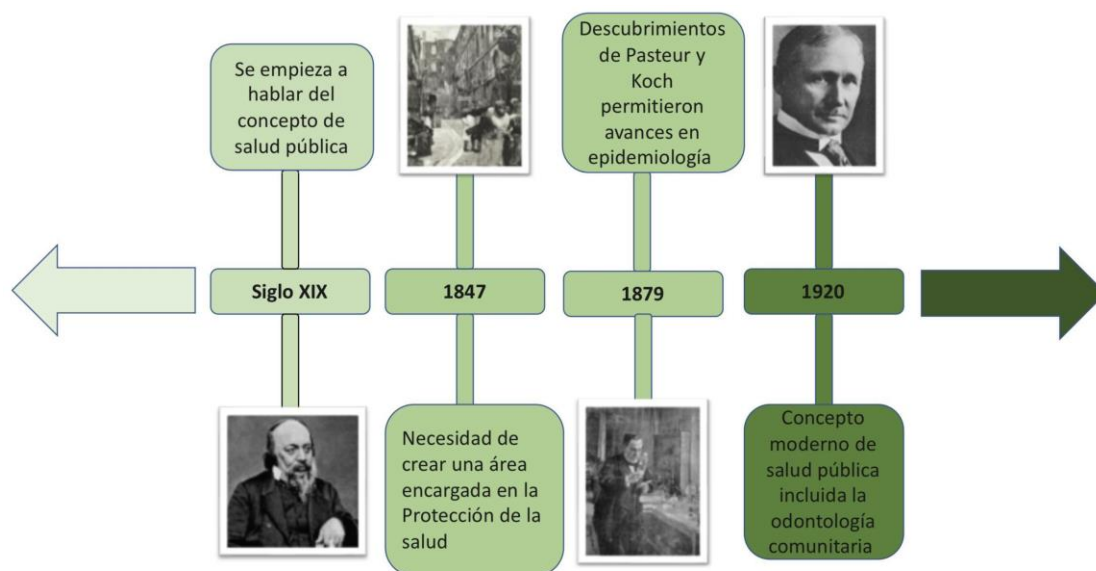 Se empieza a
hablar del
concepto de
salud pública
Descubrimientos
de Pasteur y
Koch
permitieron
avances en
epidemiología
Siglo XIX
1847
1879
1920
Necesidad de
crear una área
encargada en la
Protección de la
salud
Concepto
moderno de
salud pública
incluida la
odontología
comunitaria